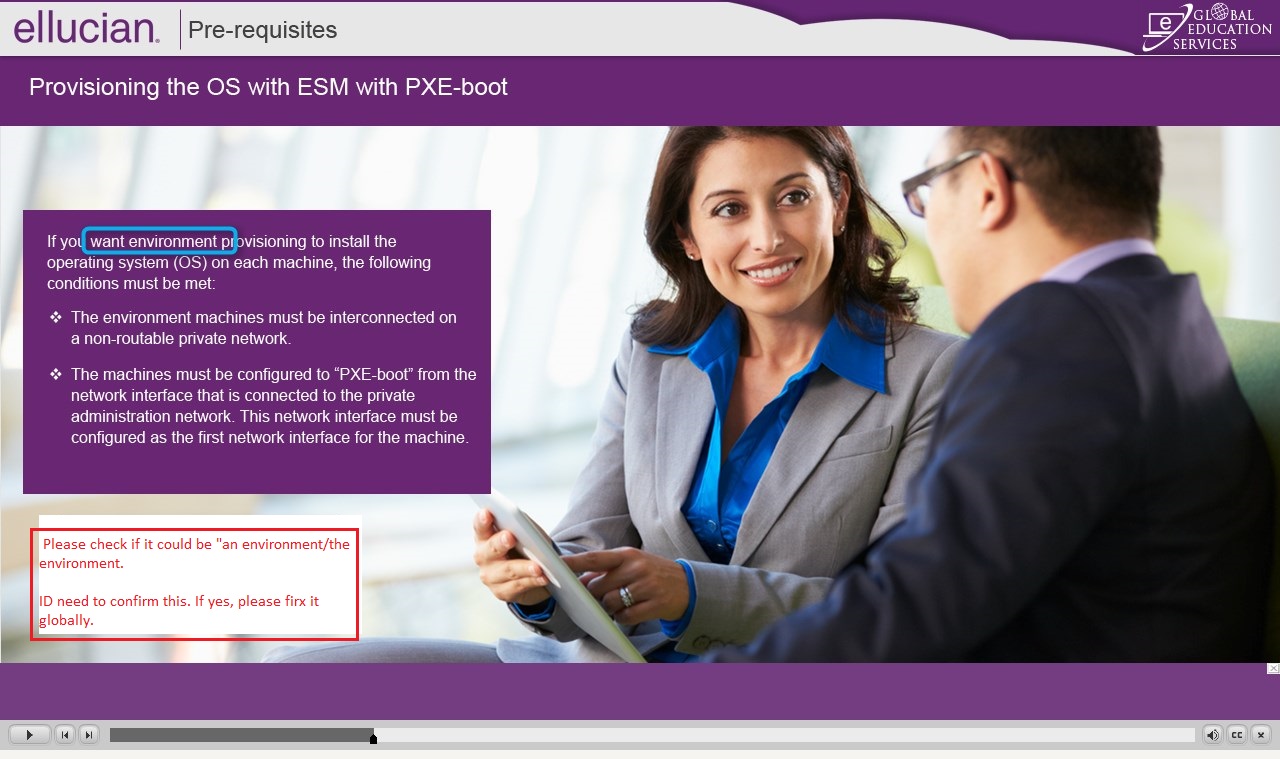 ellucian®
Pre-requisites
GLOBAL
EDUCATION
SERVICES
Provisioning the OS with ESM with PXE-boot
If you want environment provisioning to install the
operating system (OS) on each machine, the following
conditions must be met:
❖ The environment machines must be interconnected on
a non-routable private network.
❖ The machines must be configured to “PXE-boot” from the
network interface that is connected to the private
administration network. This network interface must be
configured as the first network interface for the machine.
Please check if it could be "an environment/the
environment.
ID need to confirm this. If yes, please firx it
globally.
CC